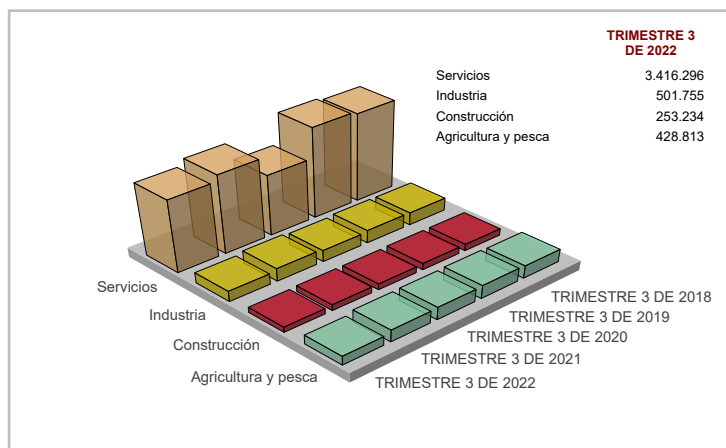 TRIMESTRE 3
DE 2022
Servicios 3.416.296
Industria 501.755
Construcción 253.234
Agricultura y pesca 428.813
Servicios
Industria
Construcción
Agricultura y pesca
TRIMESTRE 3 DE 2018
TRIMESTRE 3 DE 2019
TRIMESTRE 3 DE 2020
TRIMESTRE 3 DE 2021
TRIMESTRE 3 DE 2022